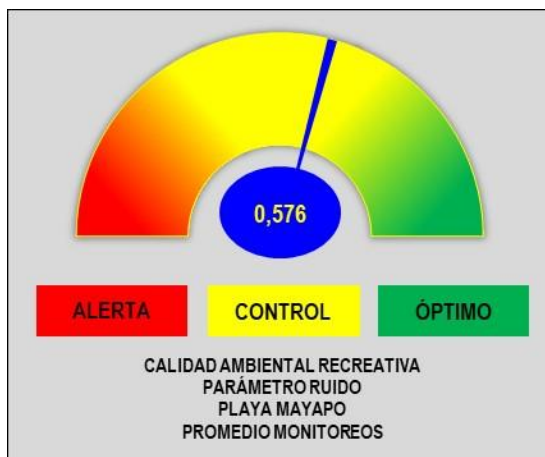 0,576
ALERTA CONTROL ÓPTIMO
CALIDAD AMBIENTAL RECREATIVA
PARÁMETRO RUIDO
PLAYA MAYAPO
PROMEDIO MONITOREOS